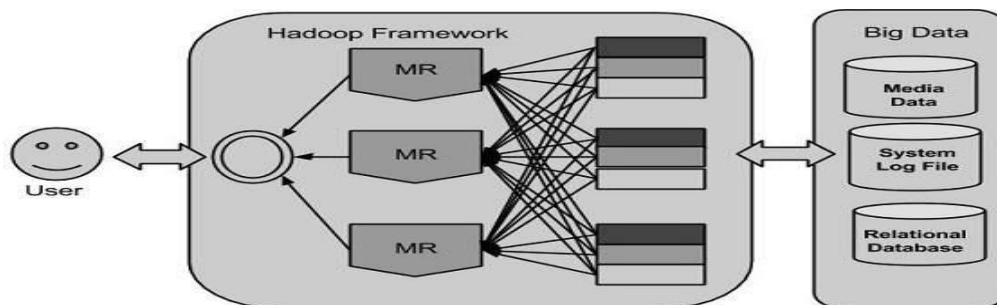 Hadoop Framework
MR
MR
MR
User
Big Data
Media
Data
System
Log File
Relational
Database